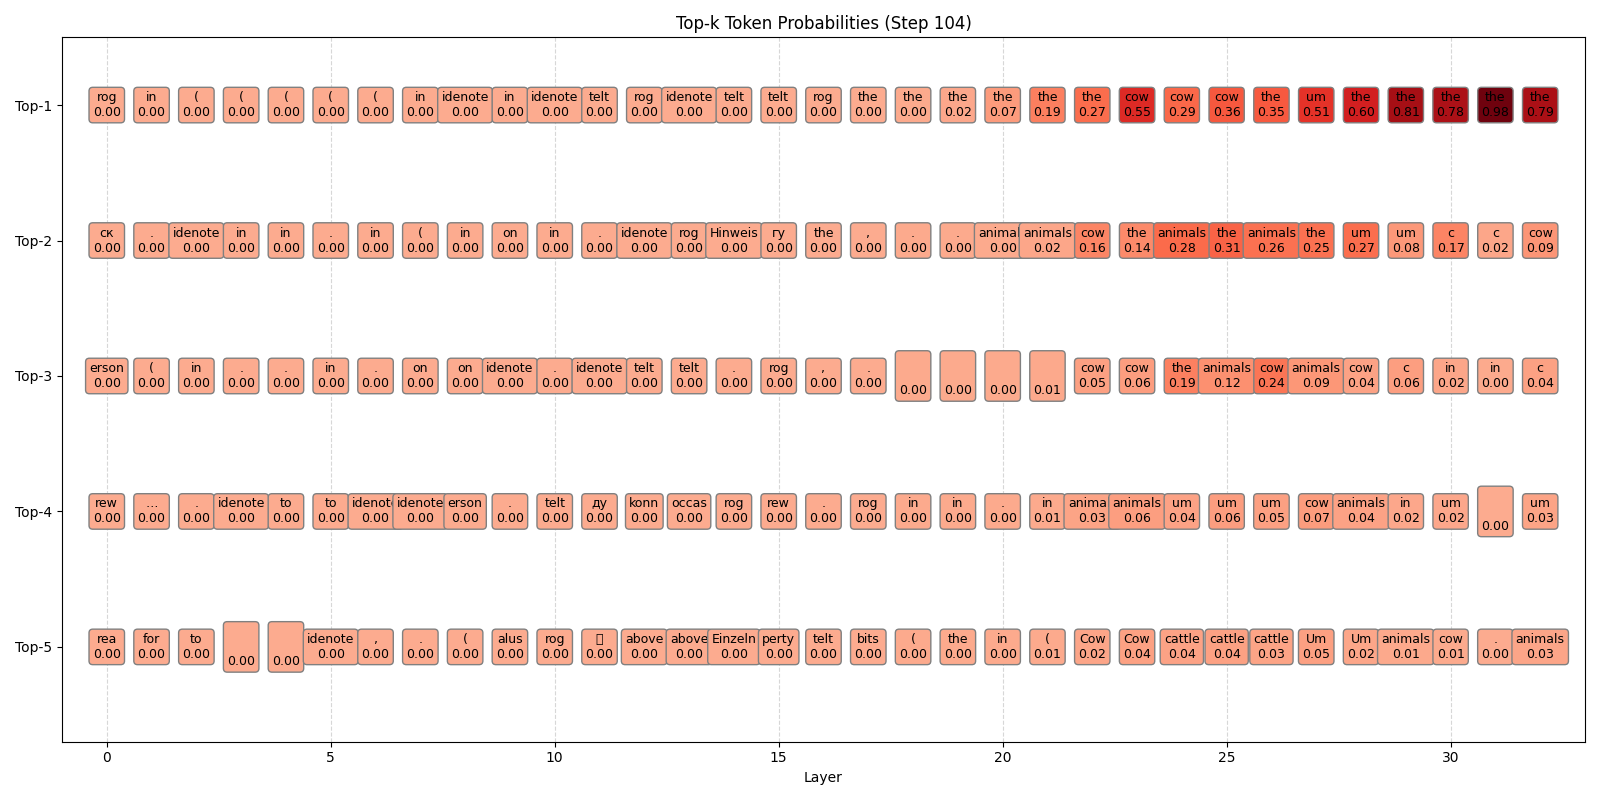 Top-k Token Probabilities (Step 104)
Top-1
rog in ( ( ( ( ( in idenote in idenote telt rog idenote telt telt rog the the the the the the cow cow cow the um the the the the the
0.00 0.00 0.00 0.00 0.00 0.00 0.00 0.00 0.00 0.00 0.00 0.00 0.00 0.00 0.00 0.00 0.00 0.00 0.00 0.02 0.07 0.19 0.27 0.55 0.29 0.36 0.35 0.51 0.60 0.81 0.78 0.98 0.79
Top-2
ск . idenote in in . in ( in on in . idenote rog Hinweis ry the , . . animal animals cow the animals the animals the um um c c cow
0.00 0.00 0.00 0.00 0.00 0.00 0.00 0.00 0.00 0.00 0.00 0.00 0.00 0.00 0.00 0.00 0.00 0.00 0.00 0.00 0.00 0.02 0.16 0.14 0.28 0.31 0.26 0.25 0.27 0.08 0.17 0.02 0.09
Top-3
erson ( in . . in . on on idenote . idenote telt telt . rog , . cow cow the animals cow animals cow c in in c
0.00 0.00 0.00 0.00 0.00 0.00 0.00 0.00 0.00 0.00 0.00 0.00 0.00 0.00 0.00 0.00 0.00 0.00 0.00 0.00 0.00 0.01 0.05 0.06 0.19 0.12 0.24 0.09 0.04 0.06 0.02 0.00 0.04
Top-4
rew ... . idenote to to idenote idenote erson . telt ду konn occas rog rew . rog in in . in animals animals um um um cow animals in um um
0.00 0.00 0.00 0.00 0.00 0.00 0.00 0.00 0.00 0.00 0.00 0.00 0.00 0.00 0.00 0.00 0.00 0.00 0.00 0.00 0.00 0.01 0.03 0.06 0.04 0.06 0.05 0.07 0.04 0.02 0.02 0.00 0.03
Top-5
rea for to idenote , . ( alus rog above above Einzeln perty telt bits ( the in ( Cow Cow cattle cattle cattle Um Um animals cow . animals
0.00 0.00 0.00 0.00 0.00 0.00 0.00 0.00 0.00 0.00 0.00 0.00 0.00 0.00 0.00 0.00 0.00 0.00 0.00 0.00 0.00 0.01 0.02 0.04 0.04 0.04 0.03 0.05 0.02 0.01 0.01 0.00 0.03
0 5 10 15 20 25 30
Layer